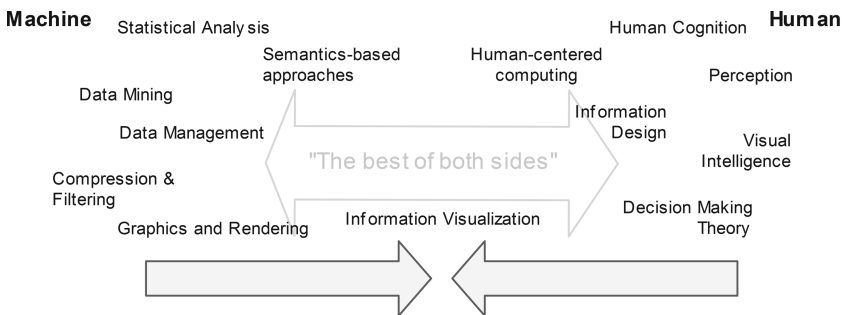 Machine
Human
Statistical Analysis
Human Cognition
Semantics-based
approaches
Human-centered
computing
Perception
Data Mining
Information
Design
Data Management
Visual
Intelligence
"The best of both sides"
Compression &
Filtering
Decision Making
Theory
Graphics and Rendering
Information Visualization